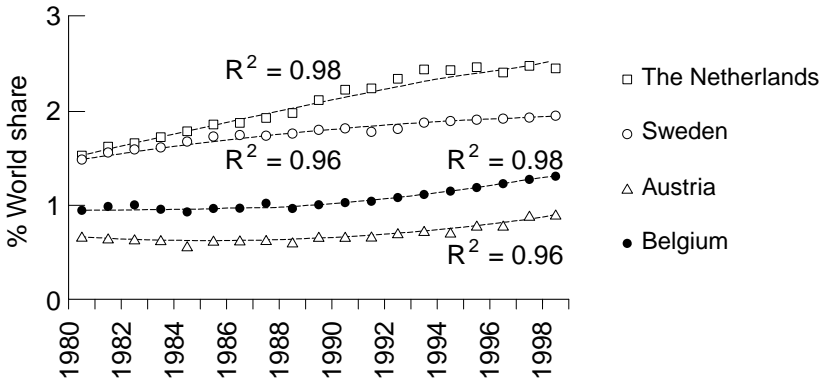 % World share
3
2
1
0
R² = 0.98
R² = 0.96
R² = 0.98
R² = 0.96
1980
1982
1984
1986
1988
1990
1992
1994
1996
1998
The Netherlands
Sweden
Austria
Belgium